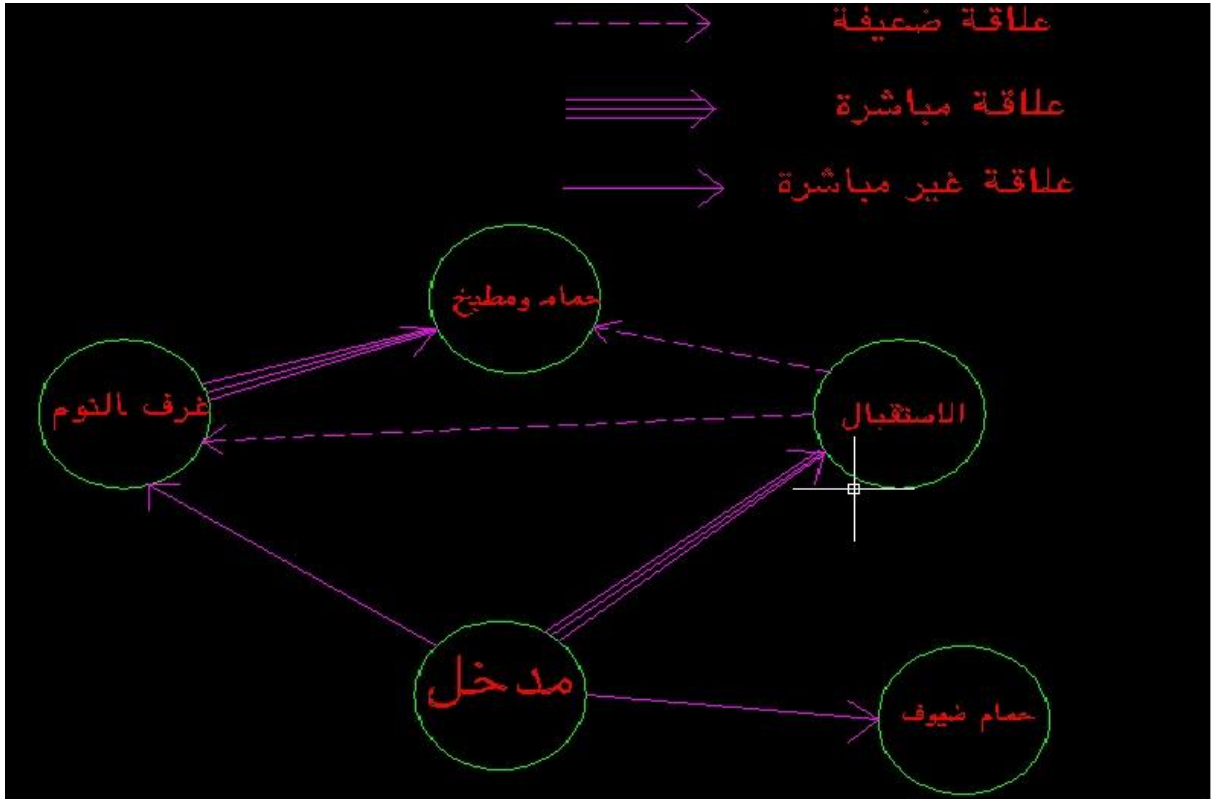 علاقة ضعيفة
علاقة مباشرة
علاقة غير مباشرة
حمام ومطبخ
الاستقبال
غرف النوم
مدخل
حمام ضيوف